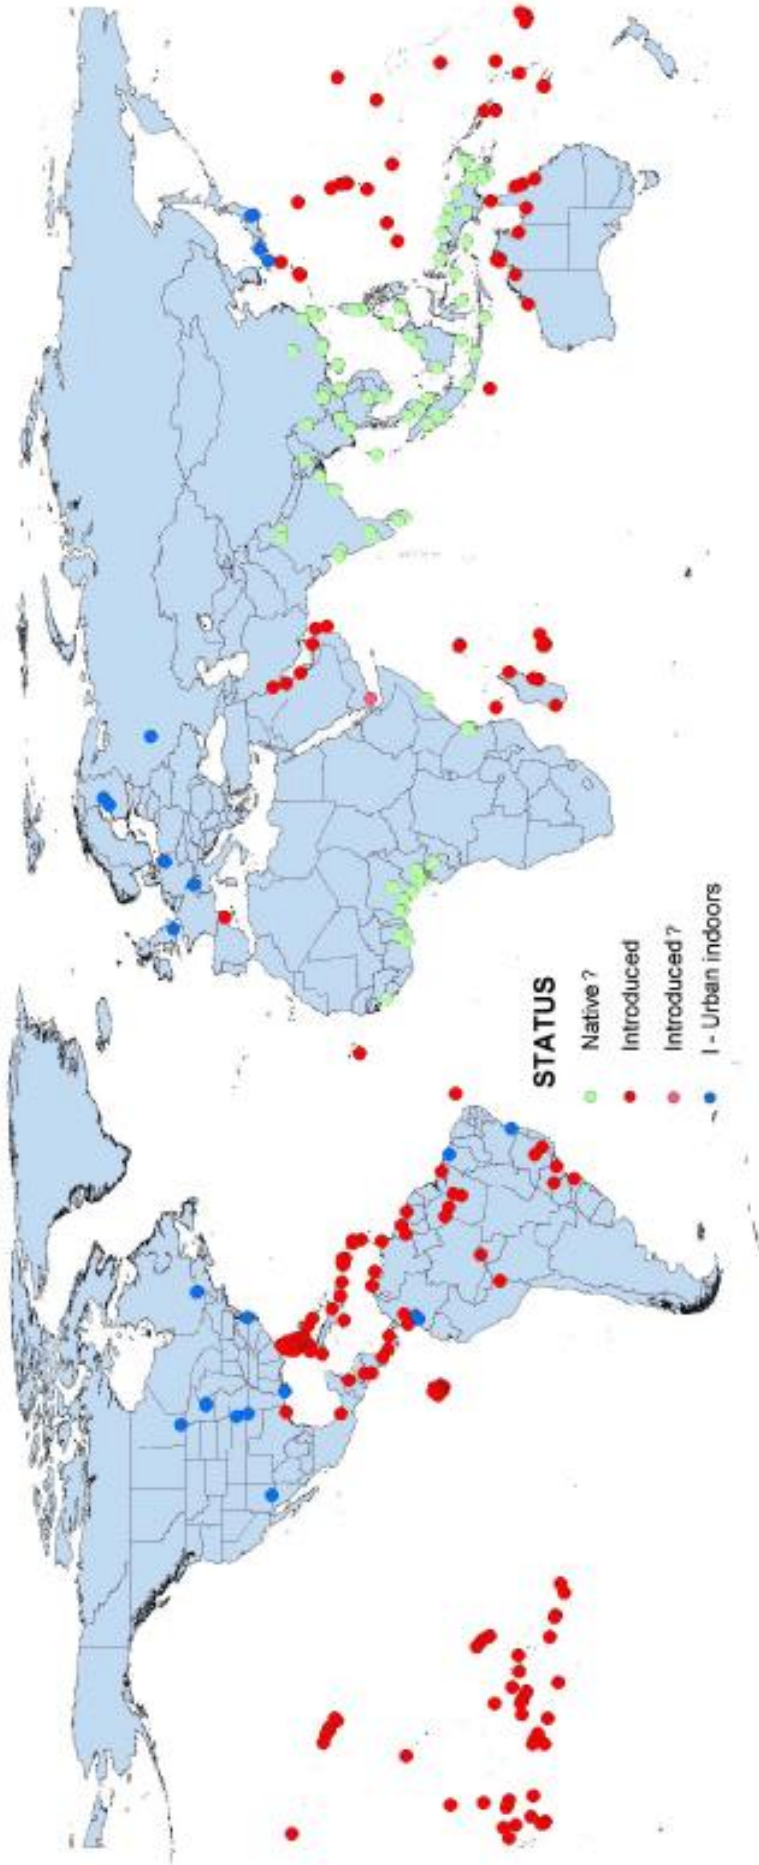 STATUS
Native ?
Introduced
Introduced ?
I - Urban indoors